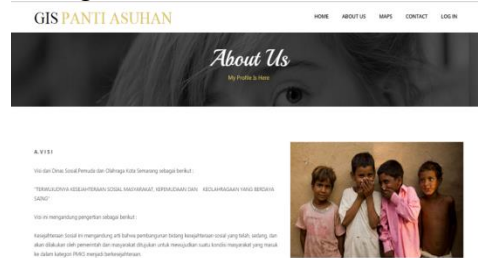 GIS PANTI ASUHAN
HOME ABOUT US MAPS CONTACT LOG IN
About Us
My Profile Is Here
A.VISI
Visi dari Dinas Sosial Pemuda dan Olahraga Kota Semarang sebagai berikut :
"TERWUJUDNYA KESEJAHTERAAN SOSIAL MASYARAKAT, KEPEMUDAAN DAN KEOLAHRAGAAN YANG BERDAYA
SAING"
Visi ini mengandung pengertian sebagai berikut :
Kesejahteraan Sosial ini mengandung arti bahwa pembangunan bidang kesejahteraan sosial yang telah, sedang, dan
akan dilakukan oleh pemerintah dan masyarakat ditujukan untuk mewujudkan suatu kondisi masyarakat yang masuk
ke dalam kategori PMKS menjadi berkesejahteraan.